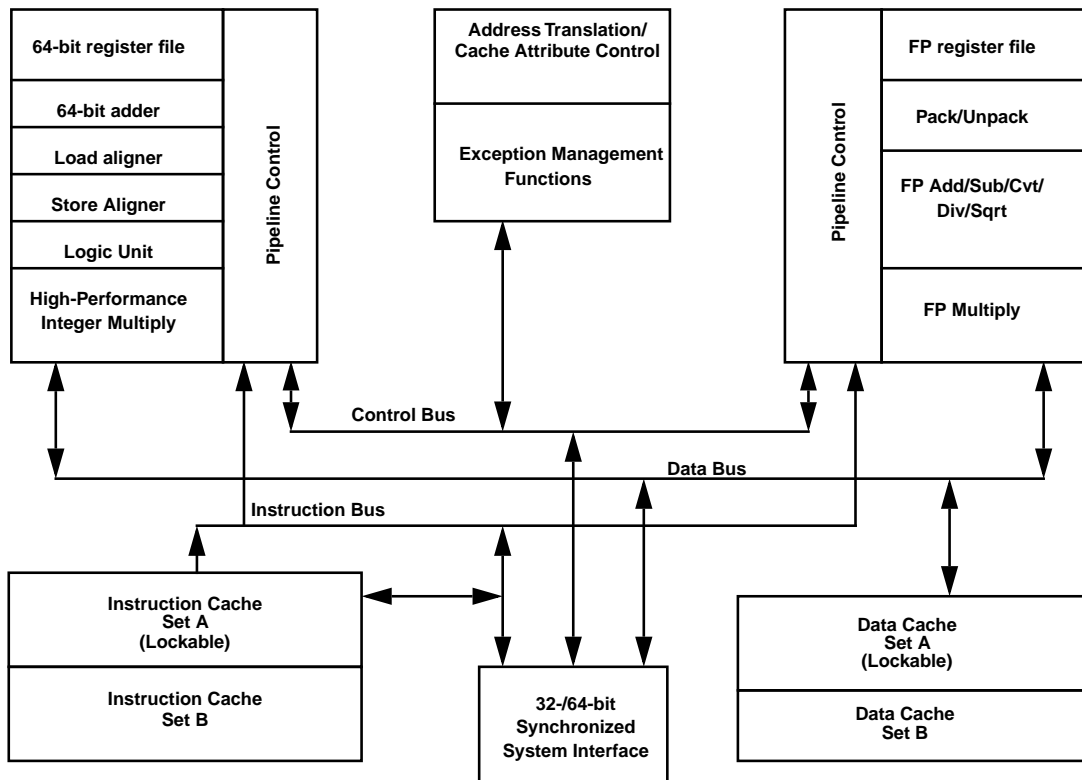 64-bit register file
64-bit adder
Load aligner
Store Aligner
Logic Unit
High-Performance
Integer Multiply
Pipeline Control
Address Translation/
Cache Attribute Control
Exception Management
Functions
Pipeline Control
FP register file
Pack/Unpack
FP Add/Sub/Cvt/
Div/Sqrt
FP Multiply
Control Bus
Data Bus
Instruction Bus
Instruction Cache
Set A
(Lockable)
Instruction Cache
Set B
32-/64-bit
Synchronized
System Interface
Data Cache
Set A
(Lockable)
Data Cache
Set B